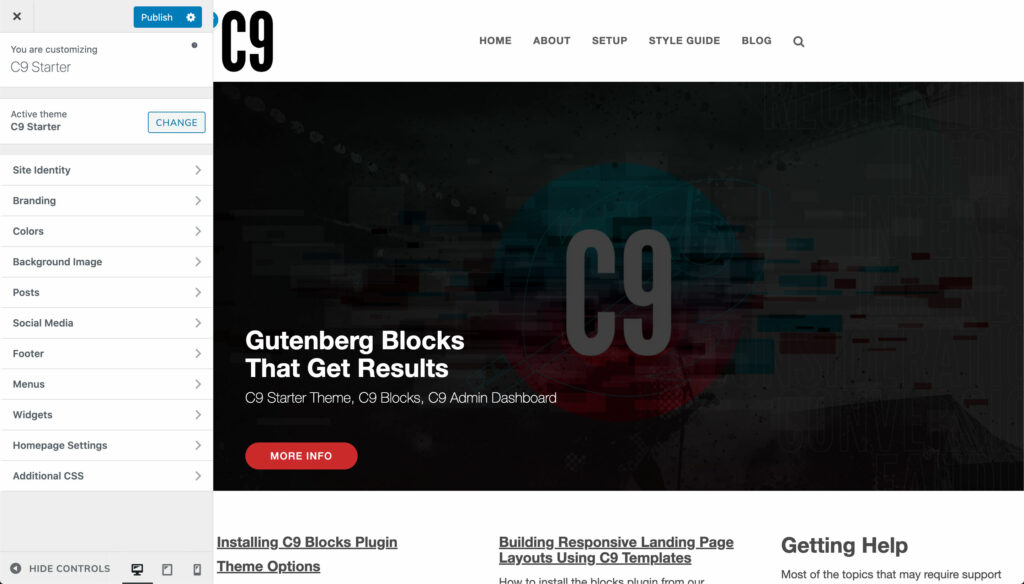 Publish
You are customizing
C9 Starter
Active theme
C9 Starter
CHANGE
Site Identity
Branding
Colors
Background Image
Posts
Social Media
Footer
Menus
Widgets
Homepage Settings
Additional CSS
HIDE CONTROLS
C9
HOME
ABOUT
SETUP
STYLE GUIDE
BLOG
C9
Gutenberg Blocks
That Get Results
C9 Starter Theme, C9 Blocks, C9 Admin Dashboard
MORE INFO
Installing C9 Blocks Plugin
Theme Options
Building Responsive Landing Page
Layouts Using C9 Templates
How to install the blocks plugin from our
Getting Help
Most of the topics that may require support